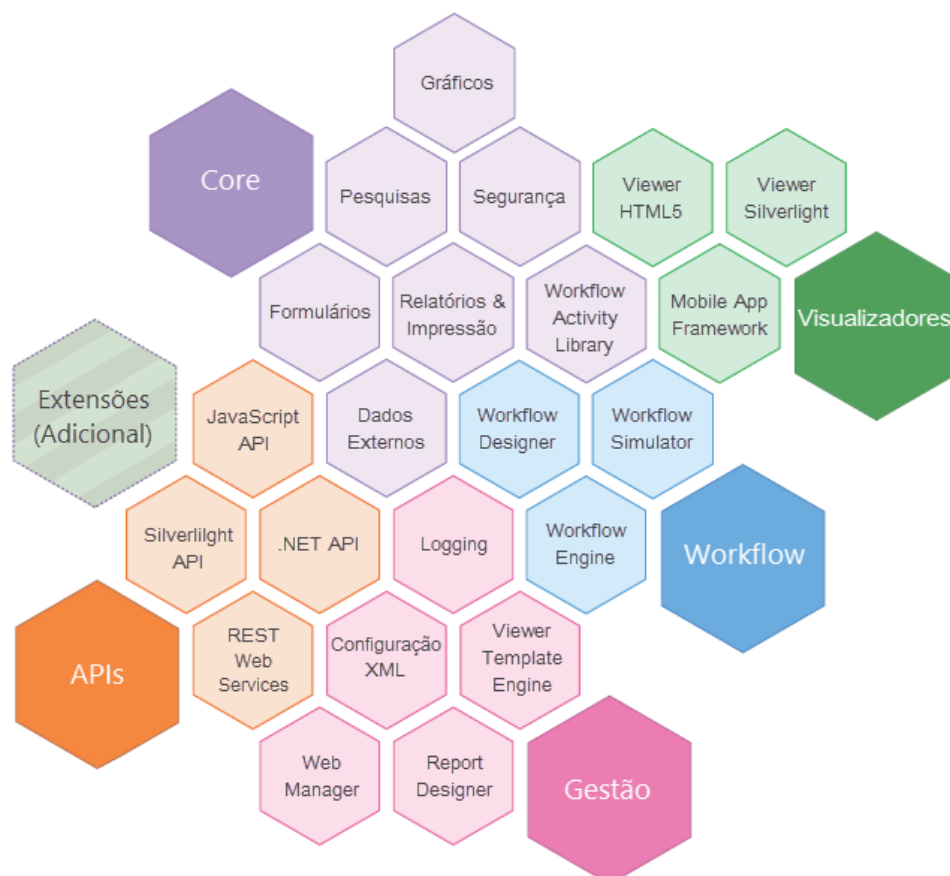 Gráficos
Core
Pesquisas
Segurança
Viewer
HTML5
Viewer
Silverlight
Formulários
Relatórios &
Impressão
Workflow
Activity
Library
Mobile App
Framework
Visualizadores
Extensões
(Adicional)
JavaScript
API
Dados
Externos
Workflow
Designer
Workflow
Simulator
Silverlilght
API
.NET API
Logging
Workflow
Engine
Workflow
APIs
REST
Web
Services
Configuração
XML
Viewer
Template
Engine
Web
Manager
Report
Designer
Gestão